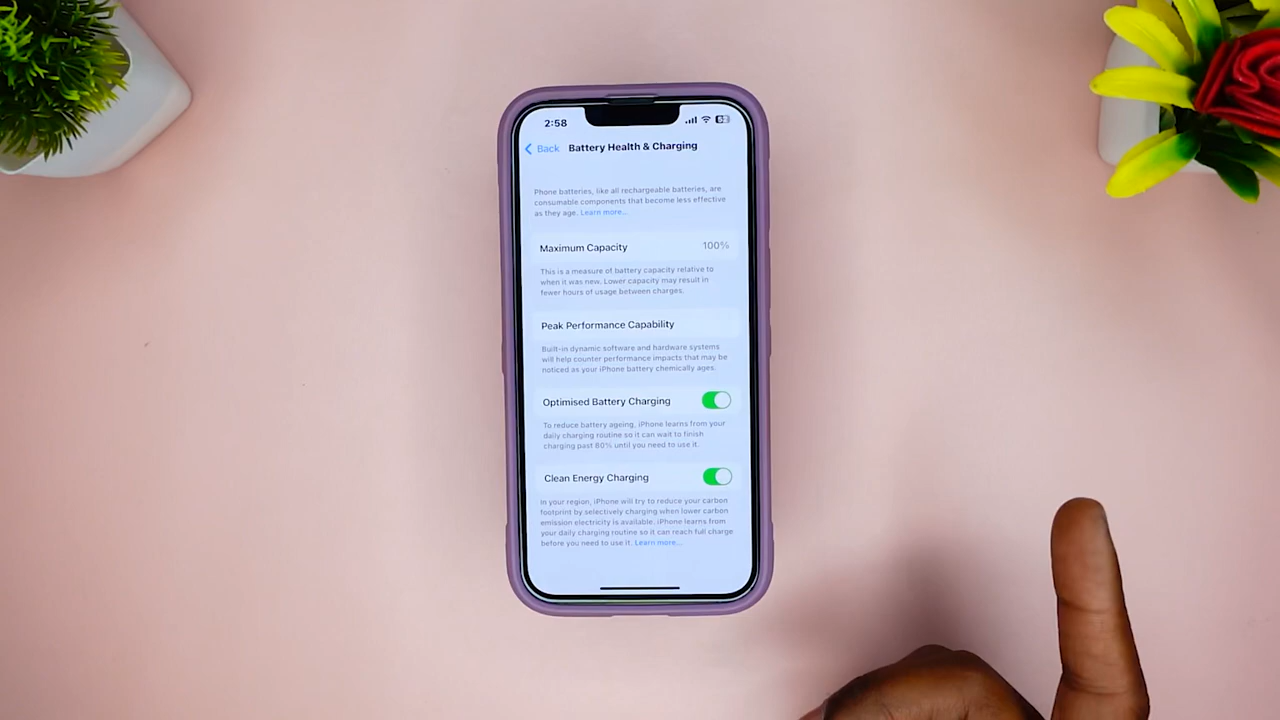 2:58
Back Battery Health & Charging
Phone batteries, like all rechargeable batteries, are
consumable components that become less effective
as they age. Learn more...
Maximum Capacity 100%
This is a measure of battery capacity relative to
when it was new. Lower capacity may result in
fewer hours of usage between charges.
Peak Performance Capability
Built-in dynamic software and hardware systems
will help counter performance impacts that may be
noticed as your iPhone battery chemically ages.
Optimised Battery Charging
To reduce battery ageing, iPhone learns from your
daily charging routine so it can wait to finish
charging past 80% until you need to use it.
Clean Energy Charging
In your region, iPhone will try to reduce your carbon
footprint by selectively charging when lower carbon
emission electricity is available. iPhone learns from
your daily charging routine so it can reach full charge
before you need to use it. Learn more...